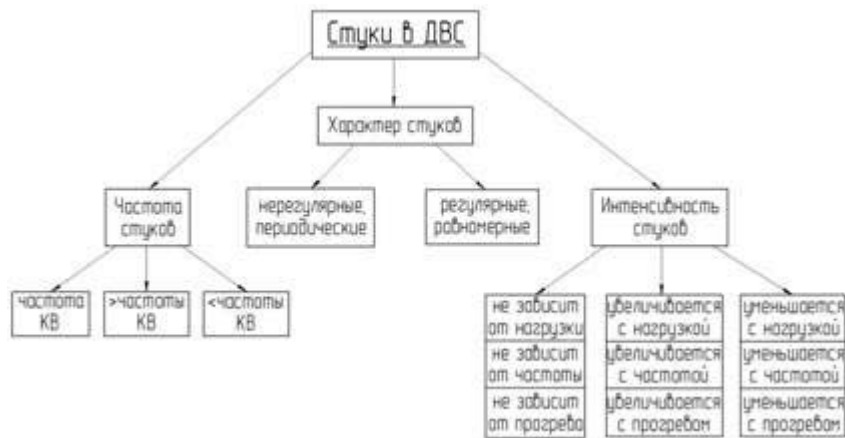 Стуки в ДВС
Характер стуков
Частота
стуков
нерегулярные,
периодические
регулярные,
равномерные
Интенсивность
стуков
частота
КВ
>частоты
КВ
<частоты
КВ
не зависит
от нагрузки
увеличивается
с нагрузкой
уменьшается
с нагрузкой
не зависит
от частоты
увеличивается
с частотой
уменьшается
с частотой
не зависит
от прогрева
увеличивается
с прогревом
уменьшается
с прогревом